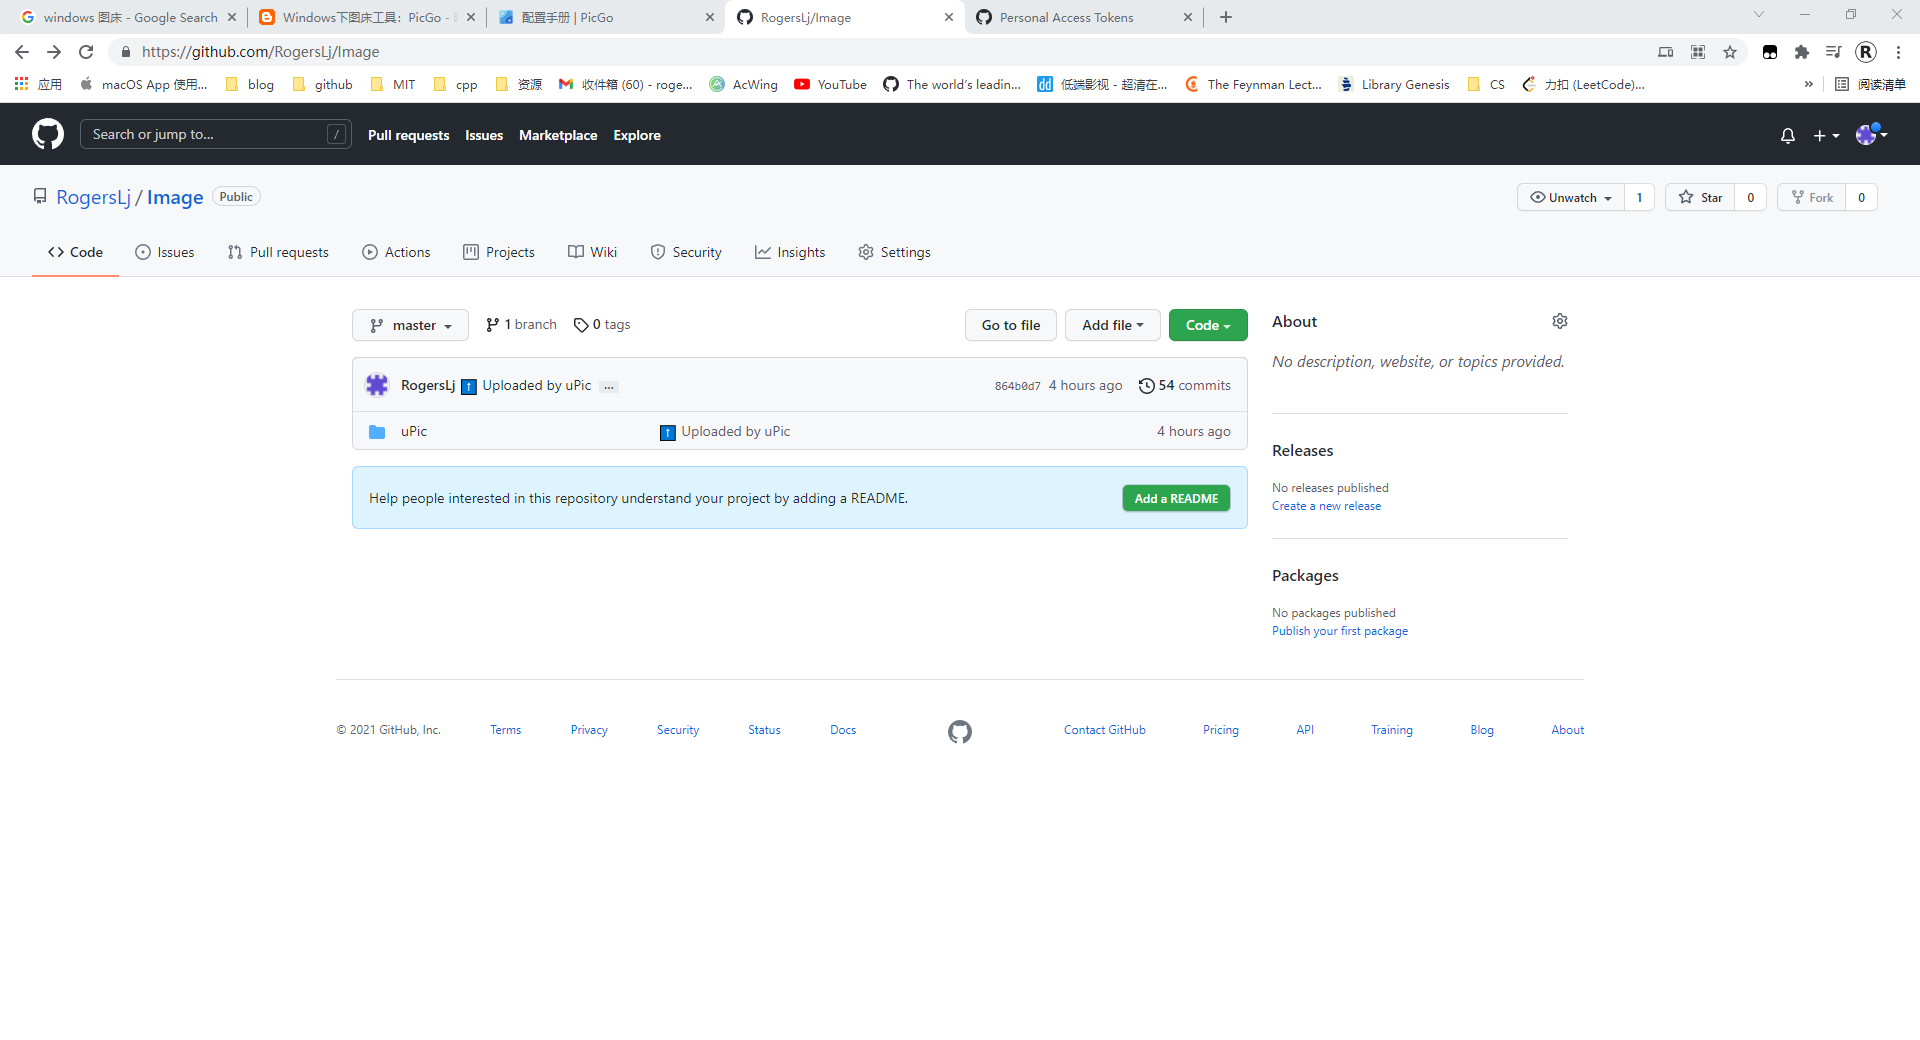 windows 图床 - Google Search
Windows下图床工具：PicGo -
配置手册 | PicGo
RogersLj/Image
Personal Access Tokens
https://github.com/RogersLj/Image
应用
macOS App 使用...
blog
github
MIT
cpp
资源
收件箱 (60) - roge...
AcWing
YouTube
The world's leadin...
低端影视 - 超清在...
The Feynman Lect...
Library Genesis
CS
力扣 (LeetCode)...
»
阅读清单
Search or jump to...
/
Pull requests
Issues
Marketplace
Explore
RogersLj / Image
Public
Unwatch
1
Star
0
Fork
0
Code
Issues
Pull requests
Actions
Projects
Wiki
Security
Insights
Settings
master
1 branch
0 tags
Go to file
Add file
Code
RogersLj ⬆ Uploaded by uPic ...
864b0d7 4 hours ago
54 commits
uPic
⬆ Uploaded by uPic
4 hours ago
Help people interested in this repository understand your project by adding a README.
Add a README
About
No description, website, or topics provided.
Releases
No releases published
Create a new release
Packages
No packages published
Publish your first package
© 2021 GitHub, Inc.
Terms
Privacy
Security
Status
Docs
Contact GitHub
Pricing
API
Training
Blog
About